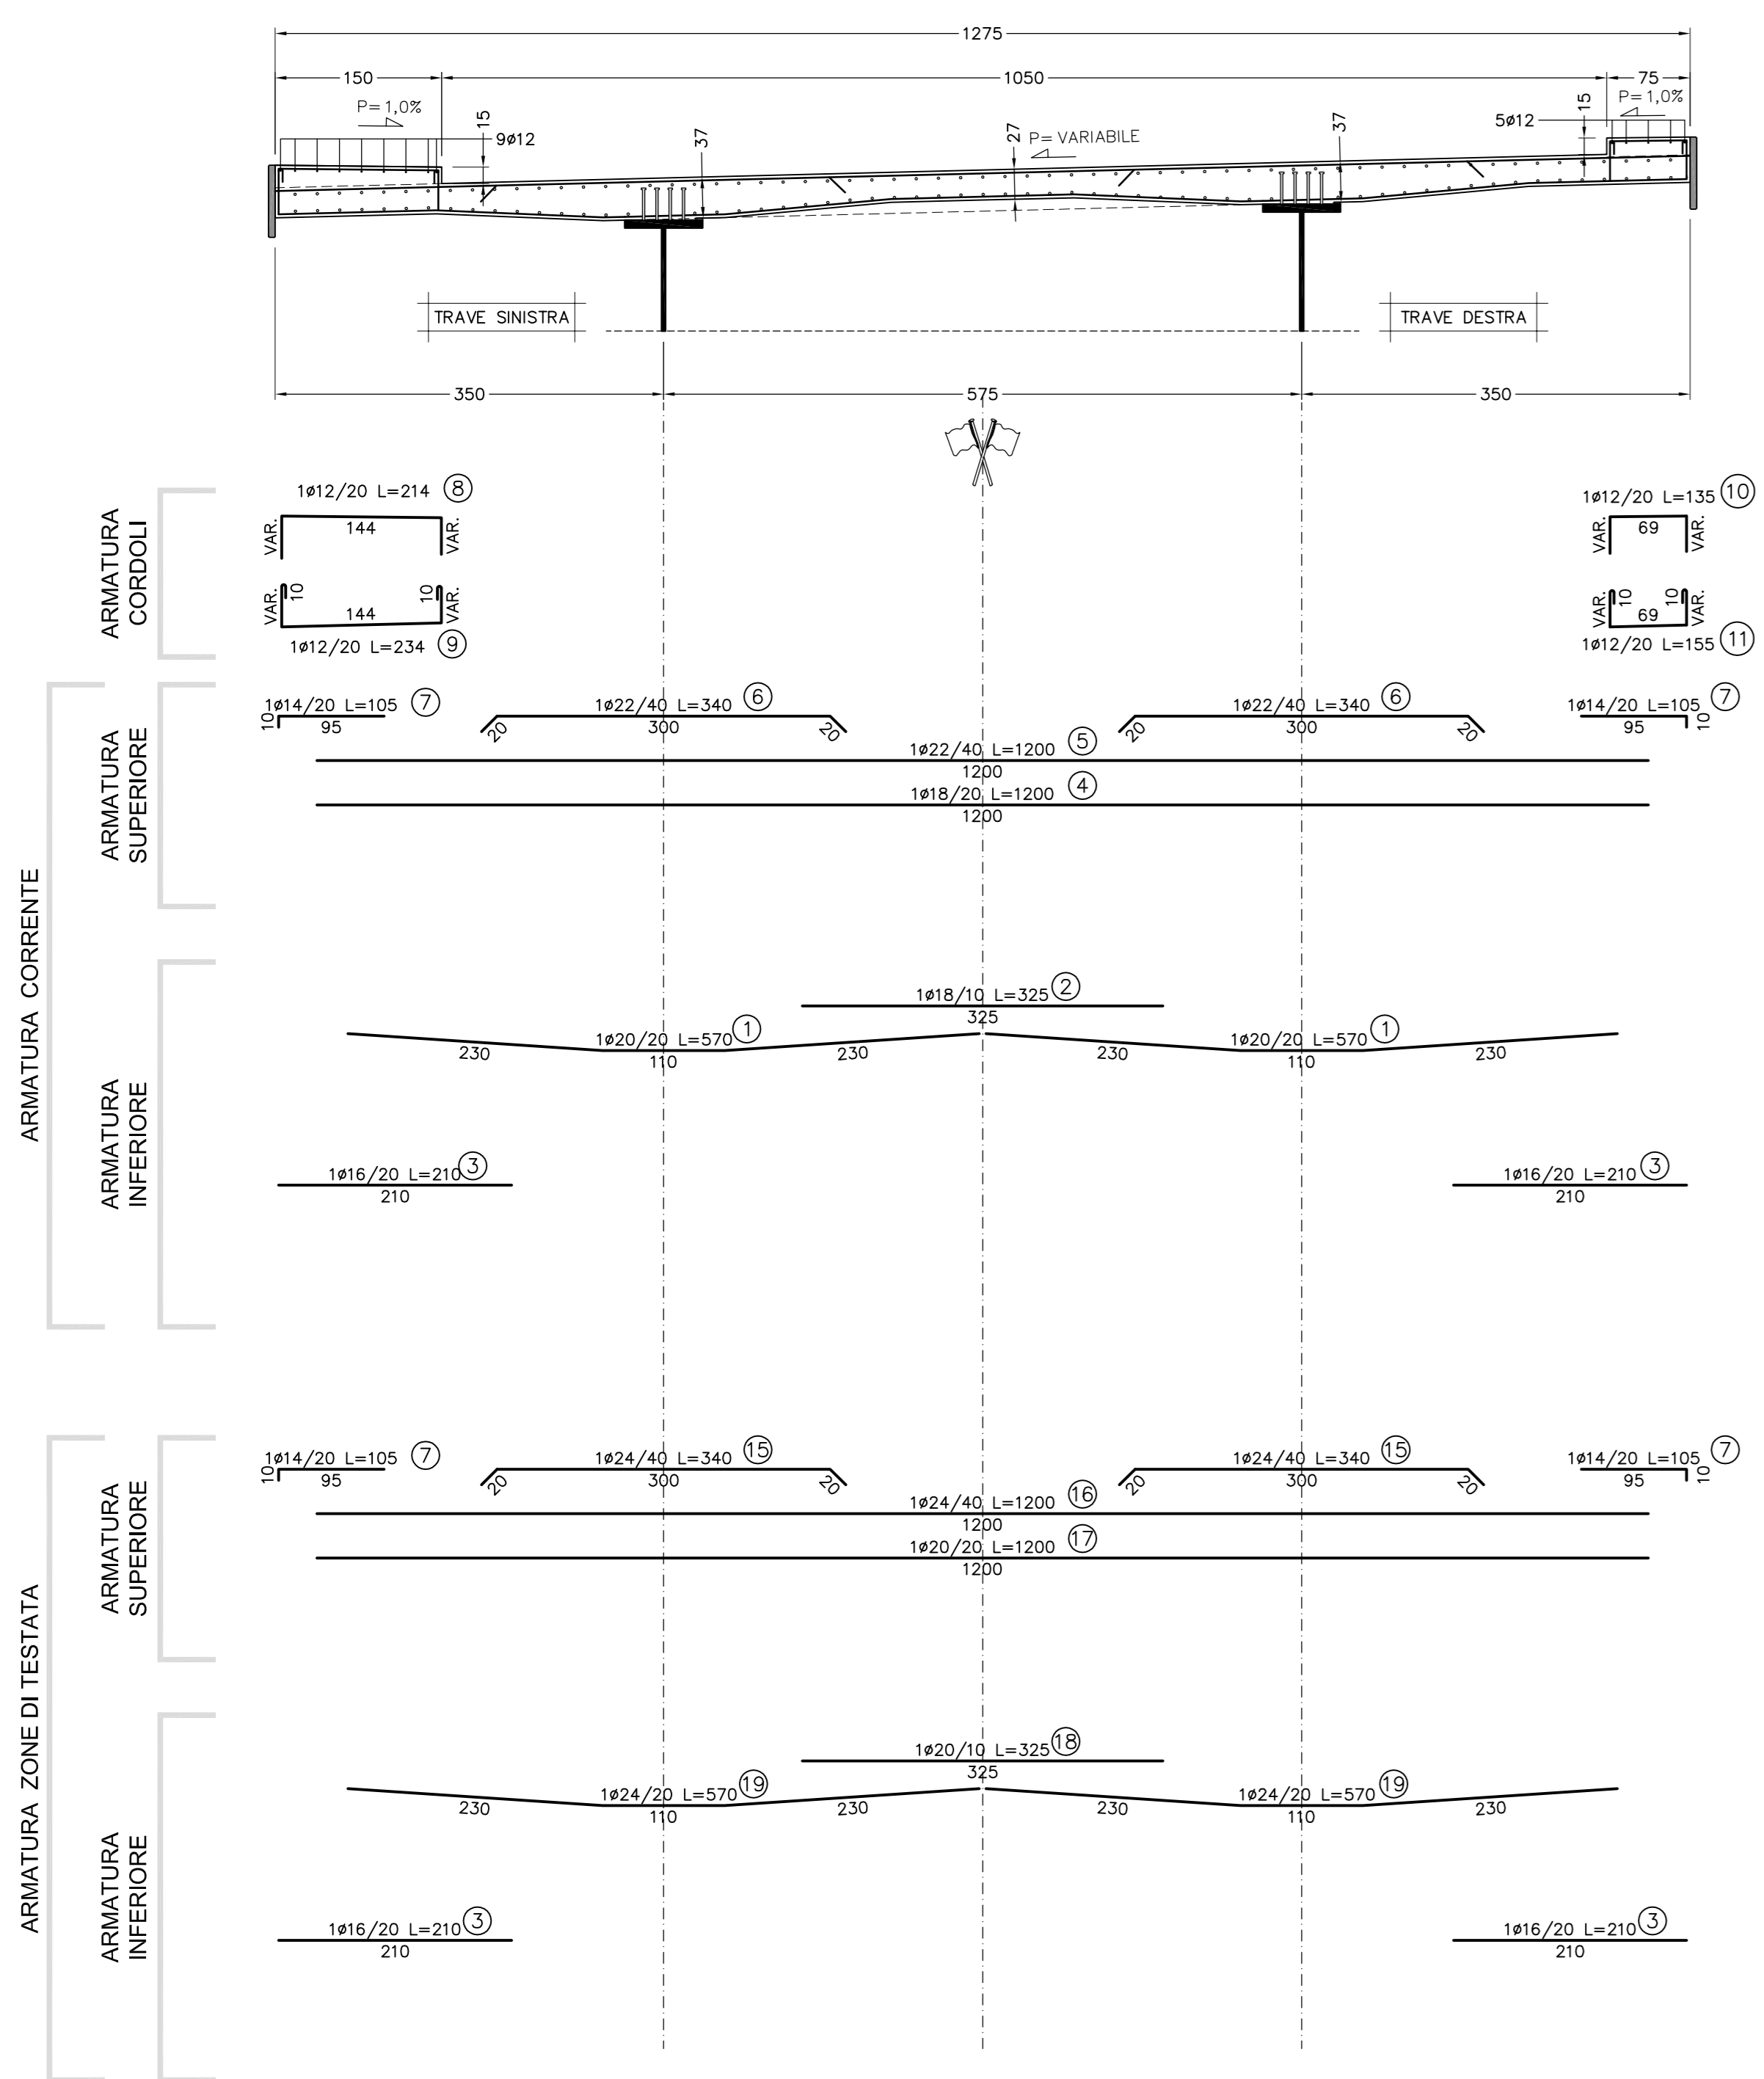 1275
150 1050 75
P=1,0% 15 P=1,0%
15 9ø12 37 27 P= VARIABILE 37 5ø12
TRAVE SINISTRA TRAVE DESTRA
350 575 350
ARMATURA
CORDOLI
1ø12/20 L=214 8 1ø12/20 L=135 10
VAR. 144 VAR. VAR. 69 VAR.
VAR. 10 144 10 VAR. VAR. 10 69 10 VAR.
1ø12/20 L=234 9 1ø12/20 L=155 11
ARMATURA CORRENTE
ARMATURA
SUPERIORE
1ø14/20 L=105 7 1ø22/40 L=340 6 1ø22/40 L=340 6 1ø14/20 L=105 7
10 95 20 300 20 20 300 20 95 10
1ø22/40 L=1200 5
1200
1ø18/20 L=1200 4
1200
ARMATURA
INFERIORE
1ø18/10 L=325 2
325
1ø20/20 L=570 1 1ø20/20 L=570 1
230 110 230 230 110 230
1ø16/20 L=210 3 1ø16/20 L=210 3
210 210
ARMATURA ZONE DI TESTATA
ARMATURA
SUPERIORE
1ø14/20 L=105 7 1ø24/40 L=340 15 1ø24/40 L=340 15 1ø14/20 L=105 7
10 95 20 300 20 20 300 20 95 10
1ø24/40 L=1200 16
1200
1ø20/20 L=1200 17
1200
ARMATURA
INFERIORE
1ø20/10 L=325 18
325
1ø24/20 L=570 19 1ø24/20 L=570 19
230 110 230 230 110 230
1ø16/20 L=210 3 1ø16/20 L=210 3
210 210